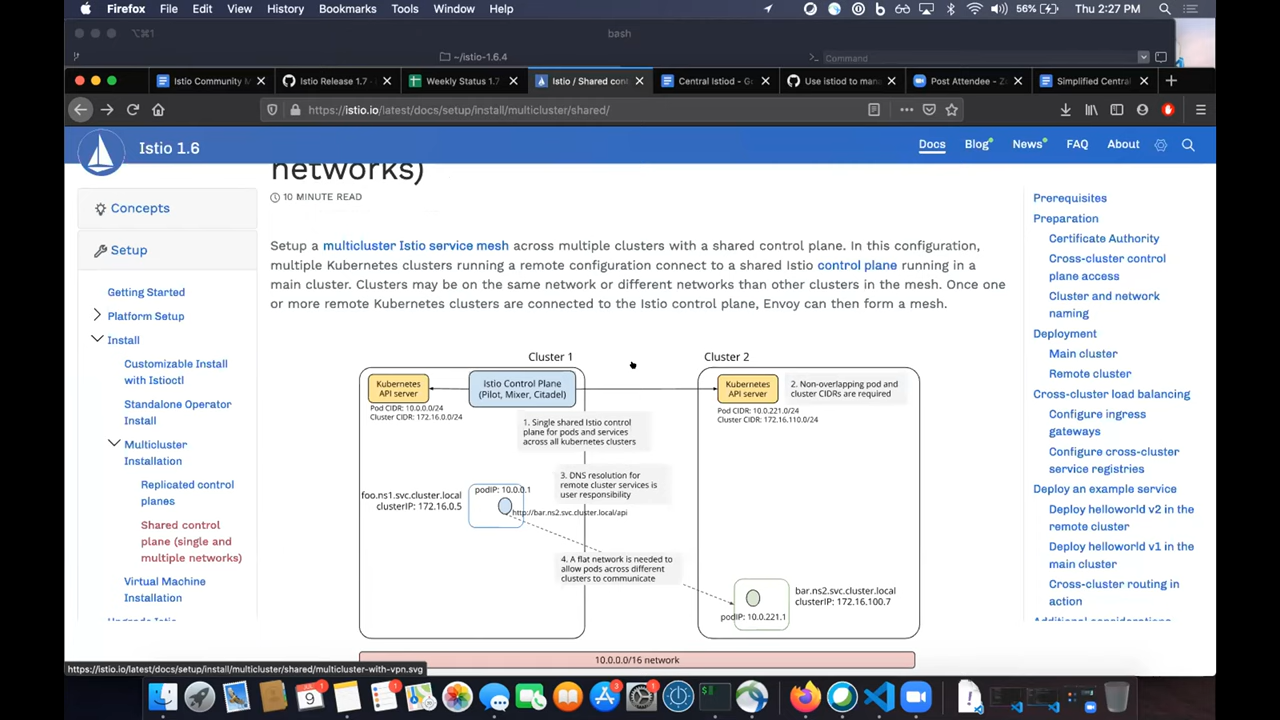 Firefox File Edit View History Bookmarks Tools Window Help 56% Thu 2:27 PM
⌥⌘1 bash
~/istio-1.6.4 Command
Istio Community M Istio Release 1.7 - Weekly Status 1.7 Istio / Shared cont Central Istiod - Go Use istiod to mana Post Attendee - Zo Simplified Central
https://istio.io/latest/docs/setup/install/multicluster/shared/
Istio 1.6 Docs Blog News FAQ About
networks)
10 MINUTE READ
Concepts
Setup
Getting Started
Platform Setup
Install
Customizable Install
with Istioctl
Standalone Operator
Install
Multicluster
Installation
Replicated control
planes
Shared control
plane (single and
multiple networks)
Virtual Machine
Installation
Upgrade Istio
Setup a multicluster Istio service mesh across multiple clusters with a shared control plane. In this configuration,
multiple Kubernetes clusters running a remote configuration connect to a shared Istio control plane running in a
main cluster. Clusters may be on the same network or different networks than other clusters in the mesh. Once one
or more remote Kubernetes clusters are connected to the Istio control plane, Envoy can then form a mesh.
Cluster 1
Kubernetes
API server
Istio Control Plane
(Pilot, Mixer, Citadel)
Pod CIDR: 10.0.0.0/24
Cluster CIDR: 172.16.0/24
1. Single shared Istio control
plane for pods and services
across all kubernetes clusters
3. DNS resolution for
remote cluster services is
user responsibility
podIP: 10.0.0.1
foo.ns1.svc.cluster.local
clusterIP: 172.16.0.5
http://bar.ns2.svc.cluster.local/api
4. A flat network is needed to
allow pods across different
clusters to communicate
Cluster 2
Kubernetes
API server
2. Non-overlapping pod and
cluster CIDRs are required
Pod CIDR: 10.0.221.0/24
Cluster CIDR: 172.16.110.0/24
bar.ns2.svc.cluster.local
clusterIP: 172.16.100.7
podIP: 10.0.221.1
10.0.0.0/16 network
Prerequisites
Preparation
Certificate Authority
Cross-cluster control
plane access
Cluster and network
naming
Deployment
Main cluster
Remote cluster
Cross-cluster load balancing
Configure ingress
gateways
Configure cross-cluster
service registries
Deploy an example service
Deploy helloworld v2 in the
remote cluster
Deploy helloworld v1 in the
main cluster
Cross-cluster routing in
action
Additional considerations
https://istio.io/latest/docs/setup/install/multicluster/shared/multicluster-with-vpn.svg